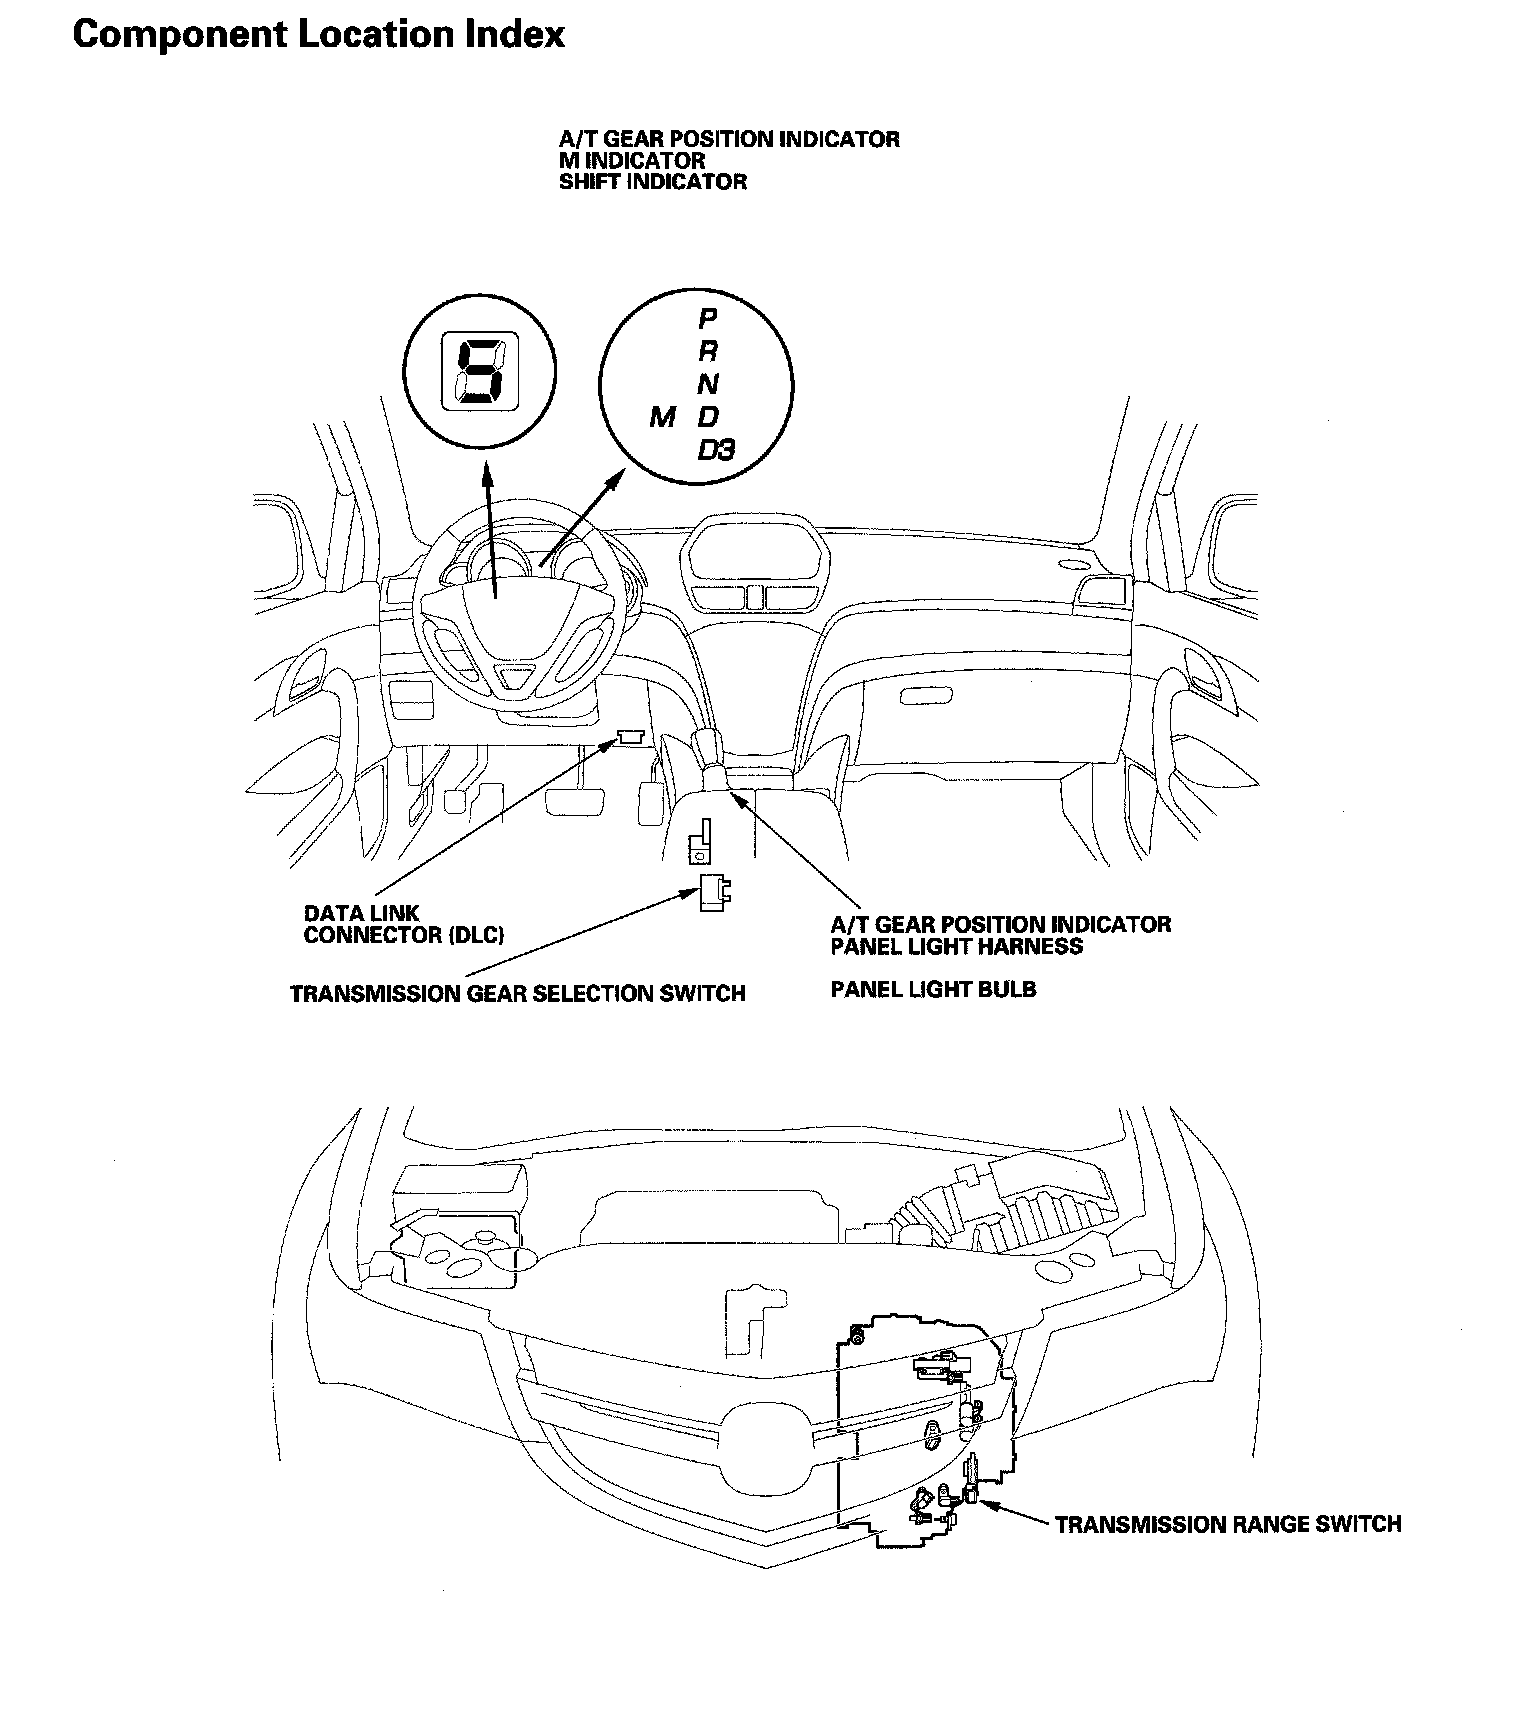 Component Location Index
A/T GEAR POSITION INDICATOR
M INDICATOR
SHIFT INDICATOR
5
P
R
N
M D
D3
DATA LINK
CONNECTOR (DLC)
TRANSMISSION GEAR SELECTION SWITCH
A/T GEAR POSITION INDICATOR
PANEL LIGHT HARNESS
PANEL LIGHT BULB
TRANSMISSION RANGE SWITCH